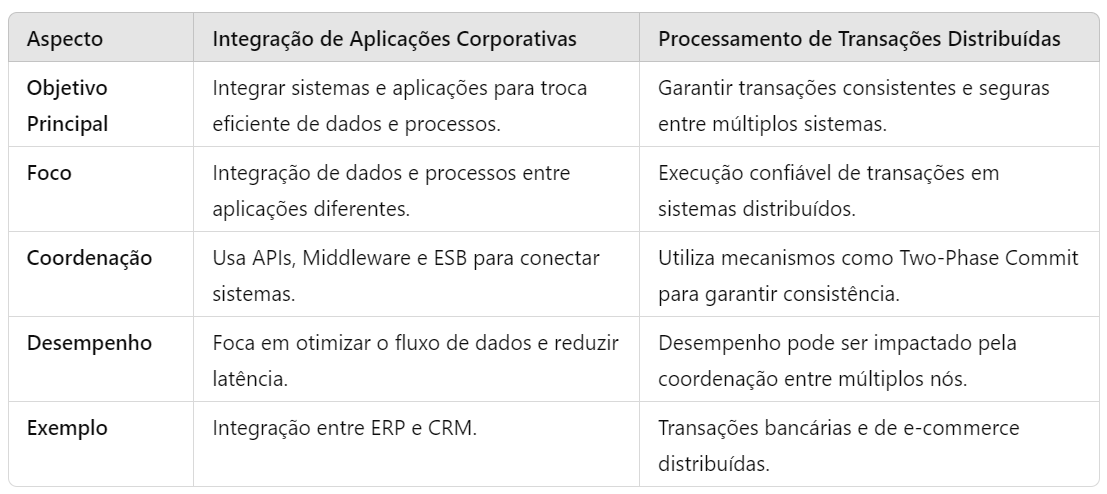 Aspecto
Integração de Aplicações Corporativas
Processamento de Transações Distribuídas
Objetivo
Principal
Integrar sistemas e aplicações para troca
eficiente de dados e processos.
Garantir transações consistentes e seguras
entre múltiplos sistemas.
Foco
Integração de dados e processos entre
aplicações diferentes.
Execução confiável de transações em
sistemas distribuídos.
Coordenação
Usa APIs, Middleware e ESB para conectar
sistemas.
Utiliza mecanismos como Two-Phase Commit
para garantir consistência.
Desempenho
Foca em otimizar o fluxo de dados e reduzir
latência.
Desempenho pode ser impactado pela
coordenação entre múltiplos nós.
Exemplo
Integração entre ERP e CRM.
Transações bancárias e de e-commerce
distribuídas.